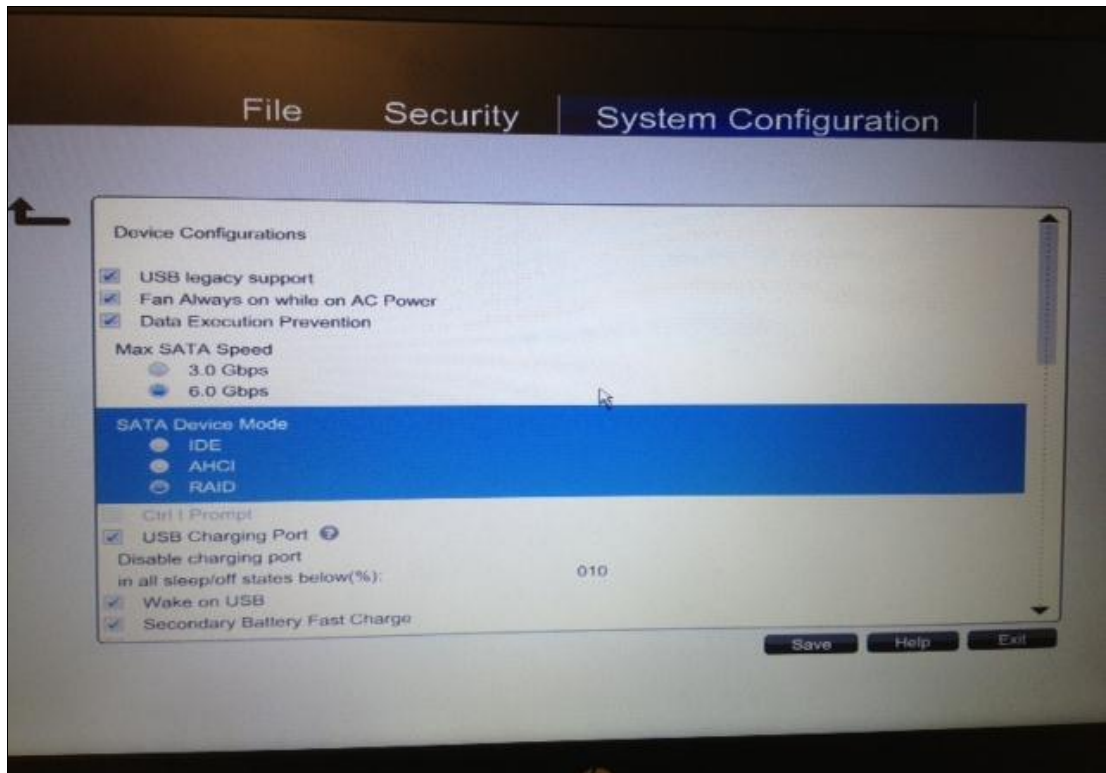 File Security System Configuration
Device Configurations
USB legacy support
Fan Always on while on AC Power
Data Execution Prevention
Max SATA Speed
3.0 Gbps
6.0 Gbps
SATA Device Mode
IDE
AHCI
RAID
Ctrl I Prompt
USB Charging Port ?
Disable charging port
in all sleep/off states below(%): 010
Wake on USB
Secondary Battery Fast Charge
Save Help Exit